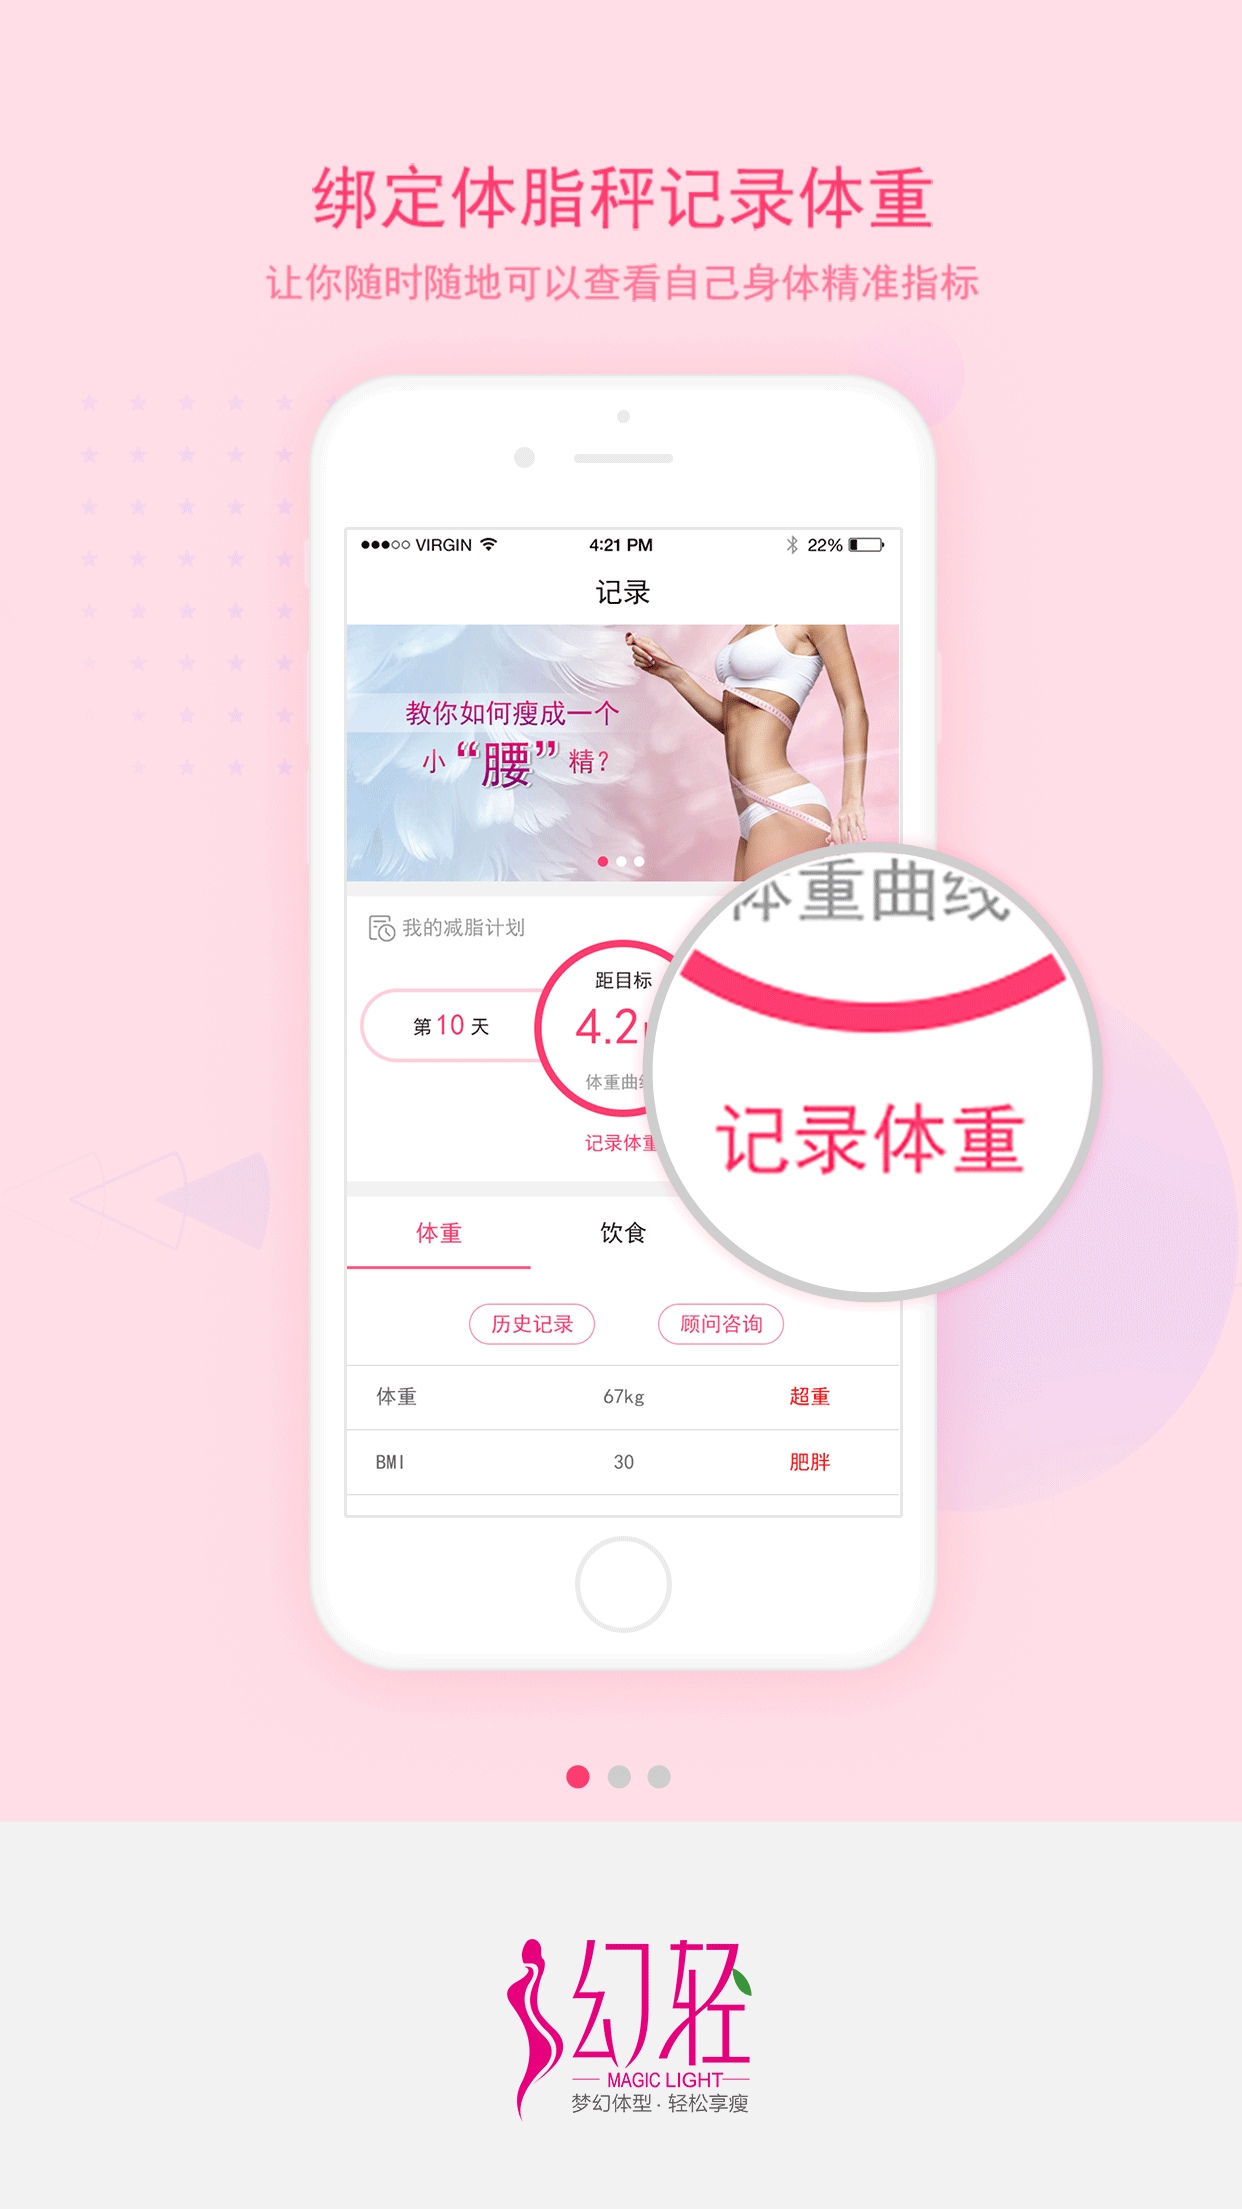 绑定体脂秤记录体重
让你随时随地可以查看自己身体精准指标
VIRGIN 4:21 PM 22%
记录
教你如何瘦成一个
小“腰”精?
我的减脂计划
距目标
第10天
4.2
体重曲
记录体重
体重曲线
记录体重
体重 饮食
历史记录 顾问咨询
体重 67kg 超重
BMI 30 肥胖
幻轻
MAGIC LIGHT
梦幻体型·轻松享瘦